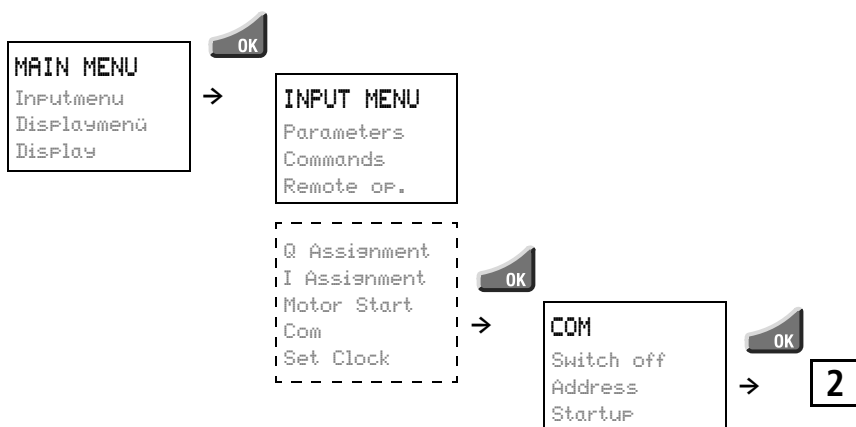 OK
MAIN MENU
Inputmenu
Displaymenü
Display
→
INPUT MENU
Parameters
Commands
Remote op.
Q Assignment
I Assignment
Motor Start
Com
Set Clock
OK
→
COM
Switch off
Address
Startup
OK
→
2